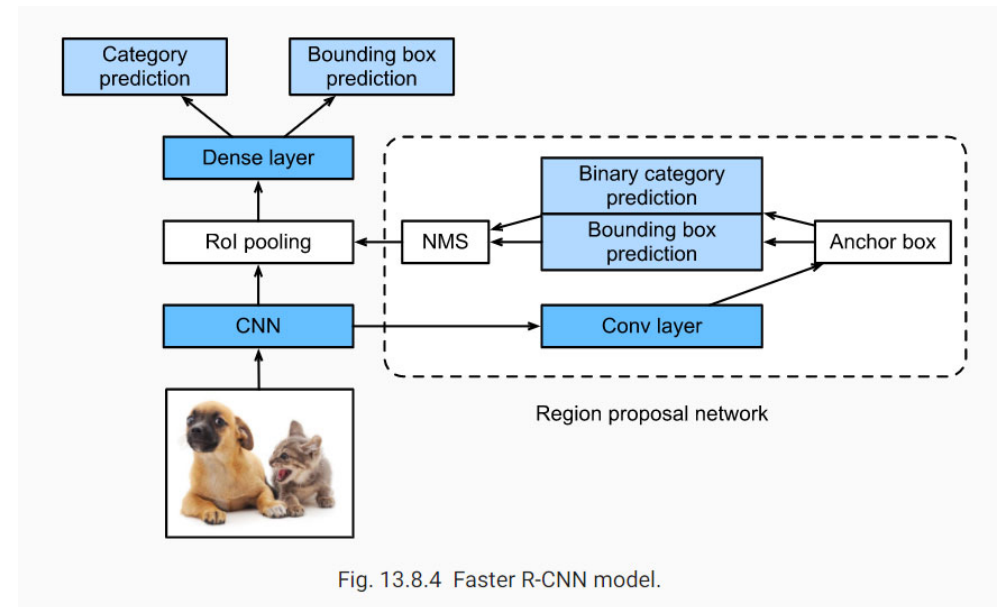 Category
prediction
Bounding box
prediction
Dense layer
Binary category
prediction
RoI pooling
NMS
Bounding box
prediction
Anchor box
CNN
Conv layer
Region proposal network
Fig. 13.8.4 Faster R-CNN model.